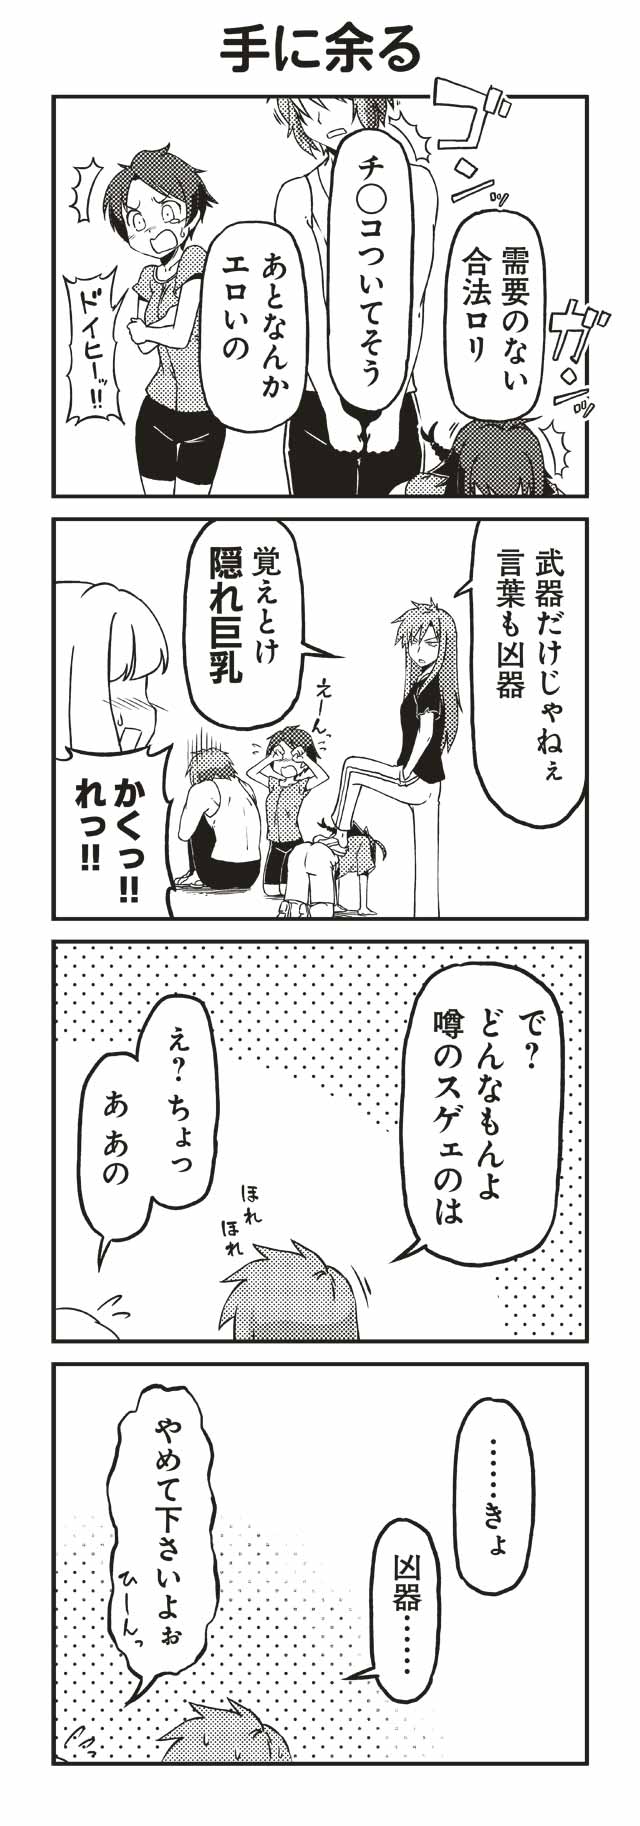 手に余る
ゴーン
ガーン
需要のない
合法ロリ
チ○コついてそう
あとなんか
エロいの
ドイヒーッ!!
武器だけじゃねぇ
言葉も凶器
覚えとけ
隠れ巨乳
えーんっ
かくっ!!
れっ!!
で?
どんなもんよ
噂のスゲェのは
え?ちょっ
あ あの
ほれ
ほれ
……きょ
凶器……
やめて下さいよぉ
ひーんっ